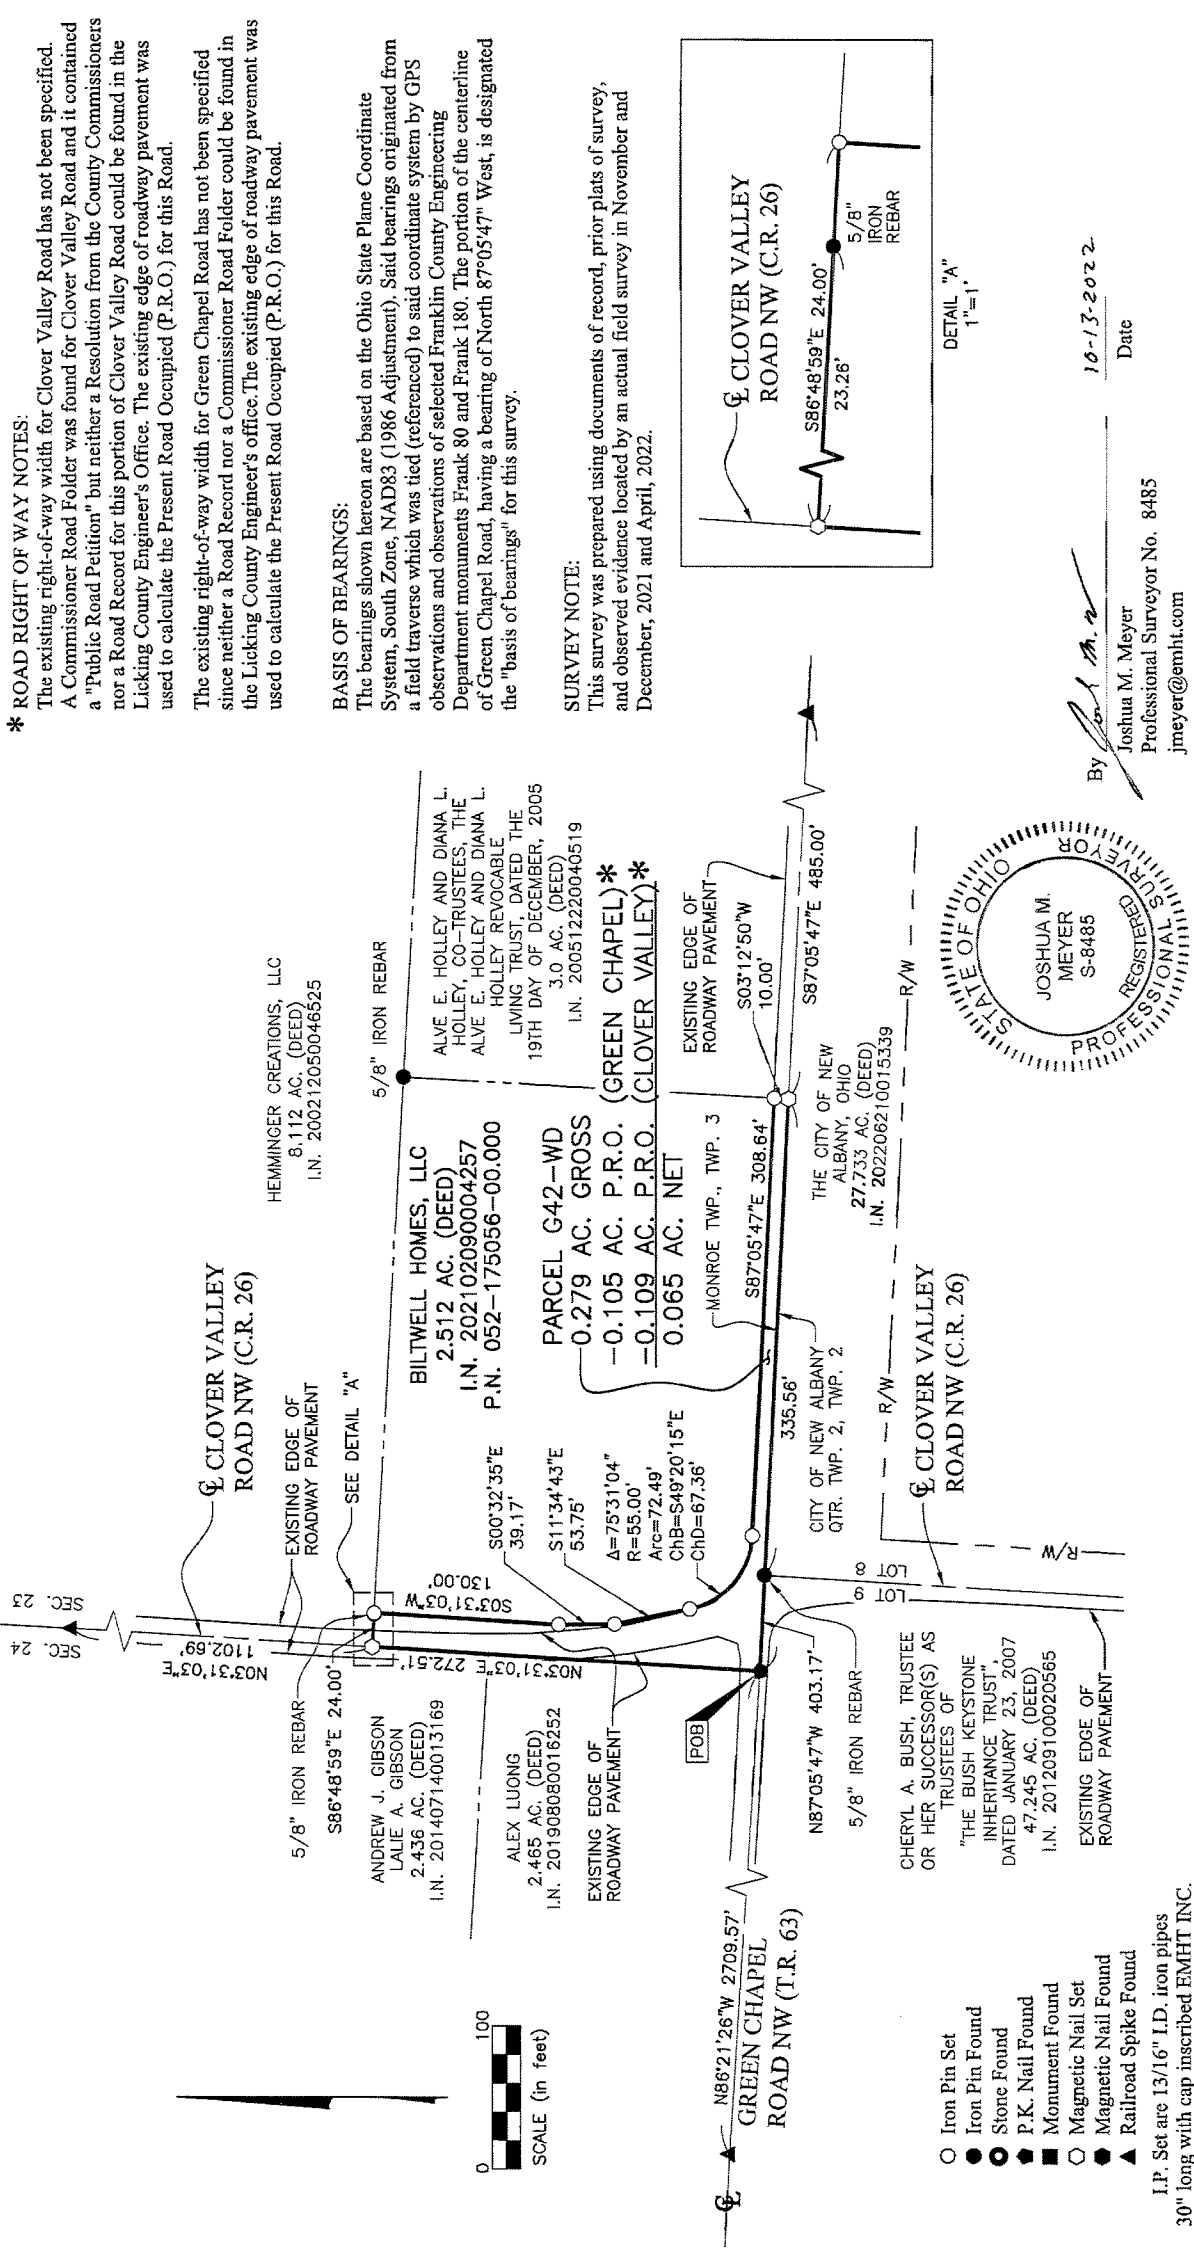 * ROAD RIGHT OF WAY NOTES:
The existing right-of-way width for Clover Valley Road has not been specified.
A Commissioner Road Folder was found for Clover Valley Road and it contained
a "Public Road Petition" but neither a Resolution from the County Commissioners
nor a Road Record for this portion of Clover Valley Road could be found in the
Licking County Engineer's Office. The existing edge of roadway pavement was
used to calculate the Present Road Occupied (P.R.O.) for this Road.
The existing right-of-way width for Green Chapel Road has not been specified
since neither a Road Record nor a Commissioner Road Folder could be found in
the Licking County Engineer's office.The existing edge of roadway pavement was
used to calculate the Present Road Occupied (P.R.O.) for this Road.
BASIS OF BEARINGS:
The bearings shown hereon are based on the Ohio State Plane Coordinate
System, South Zone, NAD83 (1986 Adjustment). Said bearings originated from
a field traverse which was tied (referenced) to said coordinate system by GPS
observations and observations of selected Franklin County Engineering
Department monuments Frank 80 and Frank 180. The portion of the centerline
of Green Chapel Road, having a bearing of North 87°05'47" West, is designated
the "basis of bearings" for this survey.
SURVEY NOTE:
This survey was prepared using documents of record, prior plats of survey,
and observed evidence located by an actual field survey in November and
December, 2021 and April, 2022.
℄ CLOVER VALLEY
ROAD NW (C.R. 26)
S86°48'59"E 24.00'
23.26'
5/8"
IRON
REBAR
DETAIL "A"
1"=1'
By
10-13-2022
Date
Joshua M. Meyer
Professional Surveyor No. 8485
jmeyer@emht.com
STATE OF OHIO
JOSHUA M.
MEYER
S-8485
REGISTERED
PROFESSIONAL SURVEYOR
SEC. 24
SEC. 23
N03°31'03"E
1102.69'
℄ CLOVER VALLEY
ROAD NW (C.R. 26)
EXISTING EDGE OF
ROADWAY PAVEMENT
SEE DETAIL "A"
5/8" IRON REBAR
S86°48'59"E 24.00'
HEMMINGER CREATIONS, LLC
8.112 AC. (DEED)
I.N. 200212050046525
5/8" IRON REBAR
ANDREW J. GIBSON
LALIE A. GIBSON
2.436 AC. (DEED)
I.N. 201407140013169
N03°31'03"E 272.51'
S03°31'03"W
130.00'
BILTWELL HOMES, LLC
2.512 AC. (DEED)
I.N. 202102090004257
P.N. 052-175056-00.000
ALVE E. HOLLEY AND DIANA L.
HOLLEY, CO-TRUSTEES, THE
ALVE E. HOLLEY AND DIANA L.
HOLLEY REVOCABLE
LIVING TRUST, DATED THE
19TH DAY OF DECEMBER, 2005
3.0 AC. (DEED)
I.N. 200512220040519
ALEX LUONG
2.465 AC. (DEED)
I.N. 201908080016252
EXISTING EDGE OF
ROADWAY PAVEMENT
S00°32'35"E
39.17'
S11°34'43"E
53.75'
Δ=75°31'04"
R=55.00'
Arc=72.49'
ChB=S49°20'15"E
ChD=67.36'
PARCEL G42-WD
0.279 AC. GROSS
-0.105 AC. P.R.O. (GREEN CHAPEL)*
-0.109 AC. P.R.O. (CLOVER VALLEY)*
0.065 AC. NET
EXISTING EDGE OF
ROADWAY PAVEMENT
S03°12'50"W
10.00'
POB
MONROE TWP., TWP. 3
S87°05'47"E 308.64'
S87°05'47"E 485.00'
335.56'
CITY OF NEW ALBANY
QTR. TWP. 2, TWP. 2
THE CITY OF NEW
ALBANY, OHIO
27.733 AC. (DEED)
I.N. 202206210015339
N87°05'47"W 403.17'
5/8" IRON REBAR
LOT 9
LOT 8
R/W
R/W
R/W
℄ CLOVER VALLEY
ROAD NW (C.R. 26)
CHERYL A. BUSH, TRUSTEE
OR HER SUCCESSOR(S) AS
TRUSTEES OF
"THE BUSH KEYSTONE
INHERITANCE TRUST",
DATED JANUARY 23, 2007
47.245 AC. (DEED)
I.N. 201209100020565
EXISTING EDGE OF
ROADWAY PAVEMENT
0 100
SCALE (in feet)
℄
N86°21'26"W 2709.57'
GREEN CHAPEL
ROAD NW (T.R. 63)
Iron Pin Set
Iron Pin Found
Stone Found
P.K. Nail Found
Monument Found
Magnetic Nail Set
Magnetic Nail Found
Railroad Spike Found
I.P. Set are 13/16" I.D. iron pipes
30" long with cap inscribed EMHT INC.